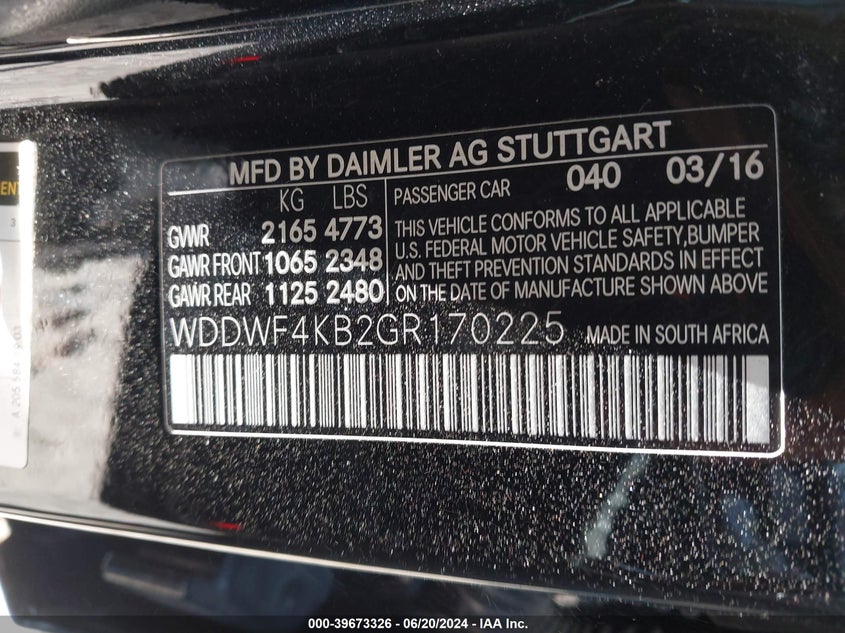 MFD BY DAIMLER AG STUTTGART
KG LBS
GVWR 2165 4773
GAWR FRONT 1065 2348
GAWR REAR 1125 2480
PASSENGER CAR 040 03/16
THIS VEHICLE CONFORMS TO ALL APPLICABLE
U.S. FEDERAL MOTOR VEHICLE SAFETY,BUMPER
AND THEFT PREVENTION STANDARDS IN EFFECT
ON THE DATE OF MANUFACTURE SHOWN ABOVE
WDDWF4KB2GR170225 MADE IN SOUTH AFRICA
A 205 584
000-39673326 - 06/20/2024 - IAA Inc.